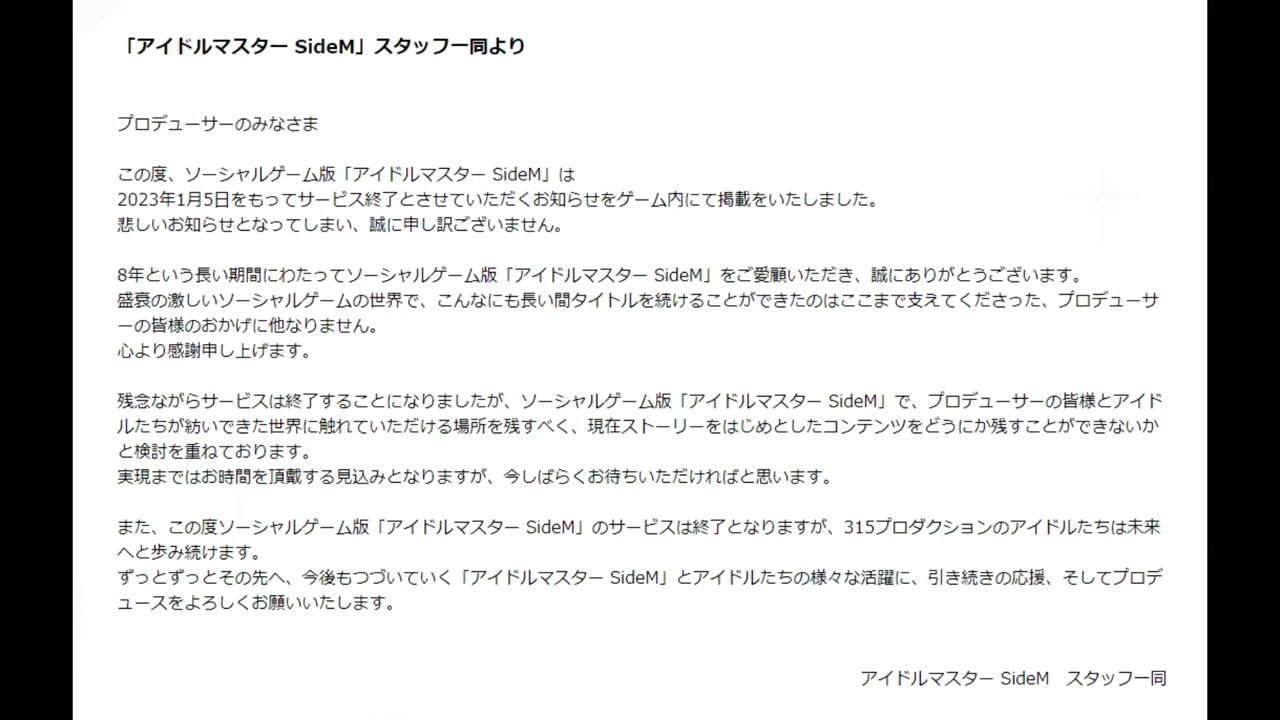 「アイドルマスター SideM」スタッフ一同より
プロデューサーのみなさま
この度、ソーシャルゲーム版「アイドルマスター SideM」は
2023年1月5日をもってサービス終了とさせていただくお知らせをゲーム内にて掲載をいたしました。
悲しいお知らせとなってしまい、誠に申し訳ございません。
8年という長い期間にわたってソーシャルゲーム版「アイドルマスター SideM」をご愛顧いただき、誠にありがとうございます。
盛衰の激しいソーシャルゲームの世界で、こんなにも長い間タイトルを続けることができたのはここまで支えてくださった、プロデューサ
ーの皆様のおかげに他なりません。
心より感謝申し上げます。
残念ながらサービスは終了することになりましたが、ソーシャルゲーム版「アイドルマスター SideM」で、プロデューサーの皆様とアイド
ルたちが紡いできた世界に触れていただける場所を残すべく、現在ストーリーをはじめとしたコンテンツをどうにか残すことができないか
と検討を重ねております。
実現まではお時間を頂戴する見込みとなりますが、今しばらくお待ちいただければと思います。
また、この度ソーシャルゲーム版「アイドルマスター SideM」のサービスは終了となりますが、315プロダクションのアイドルたちは未来
へと歩み続けます。
ずっとずっとその先へ、今後もつづいていく「アイドルマスター SideM」とアイドルたちの様々な活躍に、引き続きの応援、そしてプロデ
ュースをよろしくお願いいたします。
アイドルマスター SideM　スタッフ一同